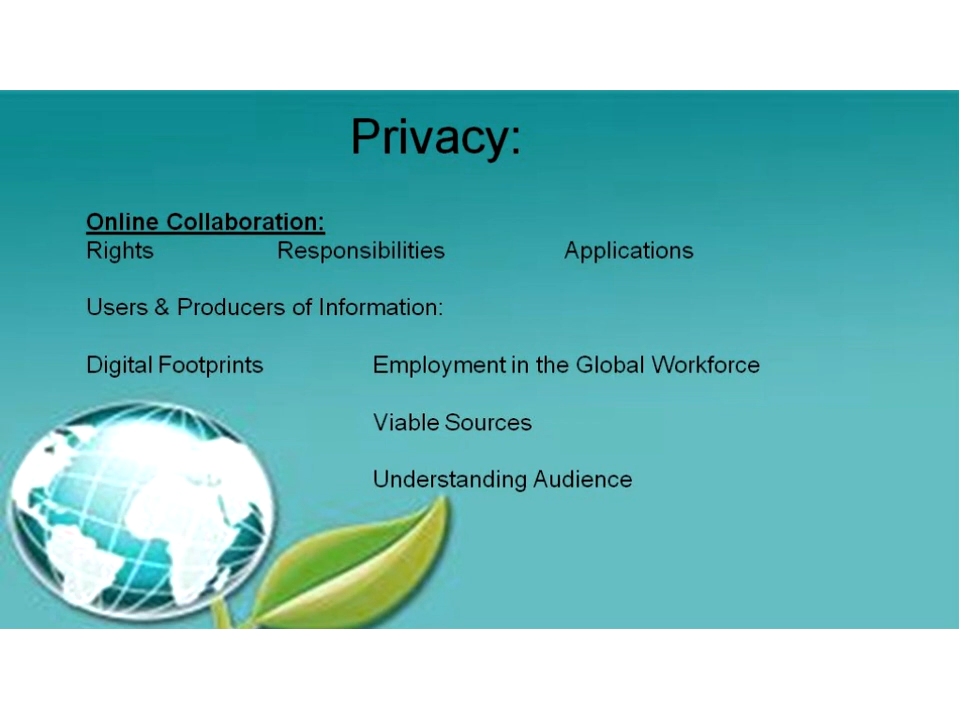 Privacy:
Online Collaboration:
Rights Responsibilities Applications
Users & Producers of Information:
Digital Footprints Employment in the Global Workforce
Viable Sources
Understanding Audience